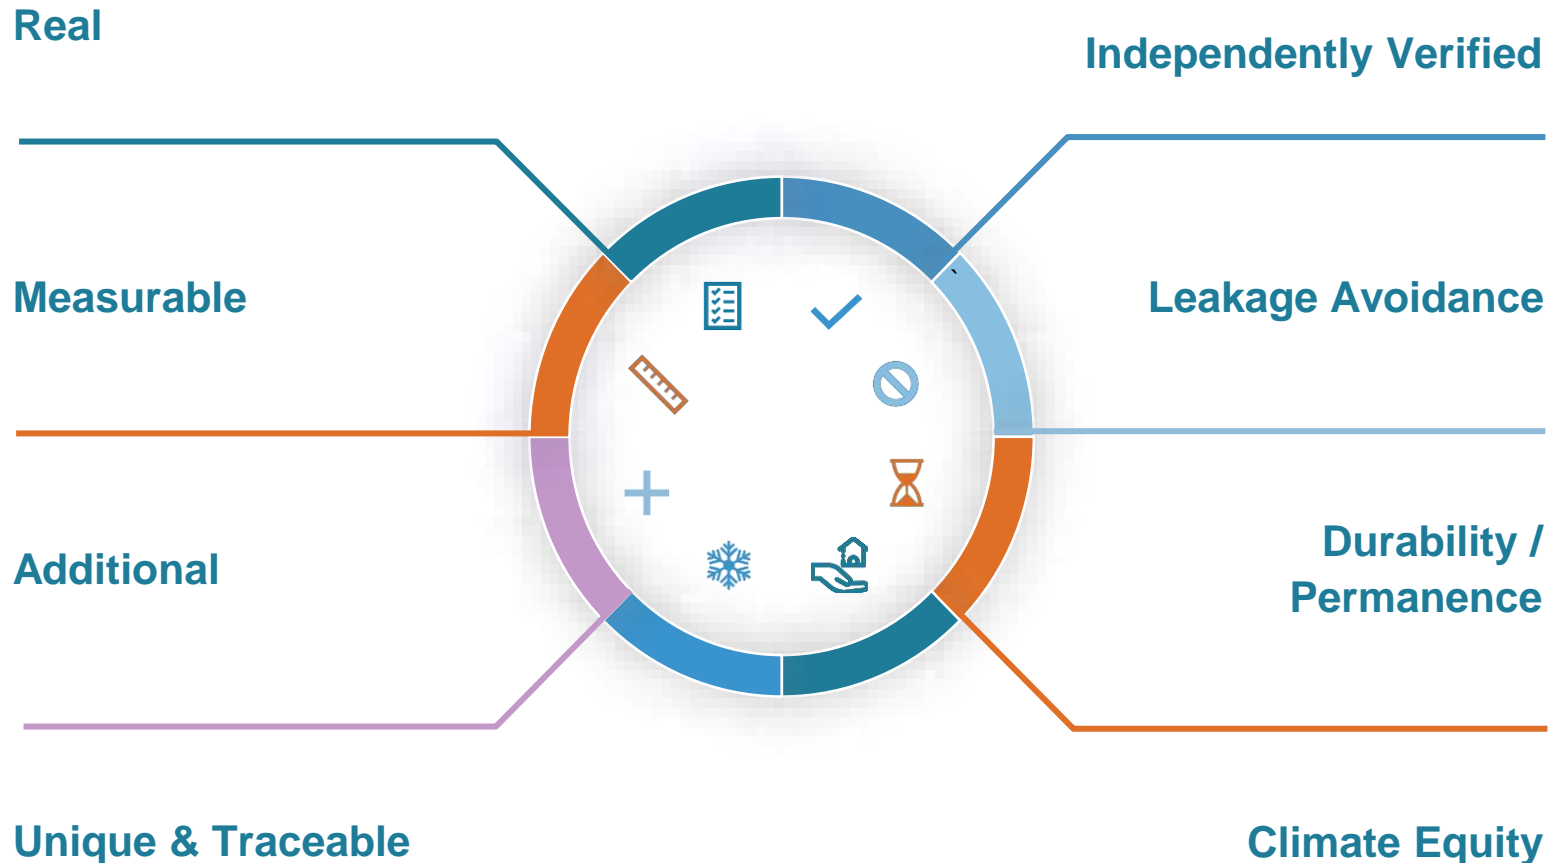 Real
Independently Verified
Measurable
Leakage Avoidance
Additional
Durability /
Permanence
Unique & Traceable
Climate Equity